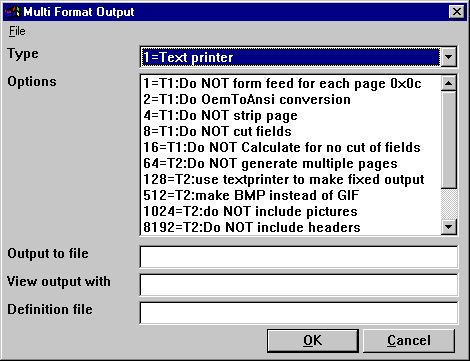 Multi Format Output
File
Type
1=Text printer
Options
1=T1:Do NOT form feed for each page 0x0c
2=T1:Do OemToAnsi conversion
4=T1:Do NOT strip page
8=T1:Do NOT cut fields
16=T1:Do NOT Calculate for no cut of fields
64=T2:Do NOT generate multiple pages
128=T2:use textprinter to make fixed output
512=T2:make BMP instead of GIF
1024=T2:do NOT include pictures
8192=T2:Do NOT include headers
Output to file
View output with
Definition file
OK
Cancel